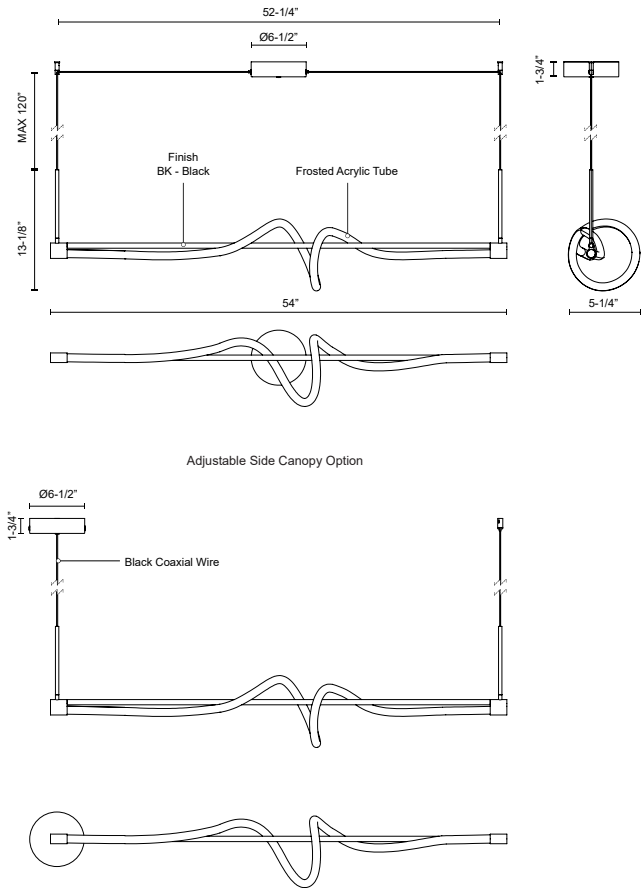 52-1/4”
Ø6-1/2”
1-3/4”
MAX 120”
Finish
BK - Black
Frosted Acrylic Tube
13-1/8”
54”
5-1/4”
Adjustable Side Canopy Option
Ø6-1/2”
1-3/4”
Black Coaxial Wire